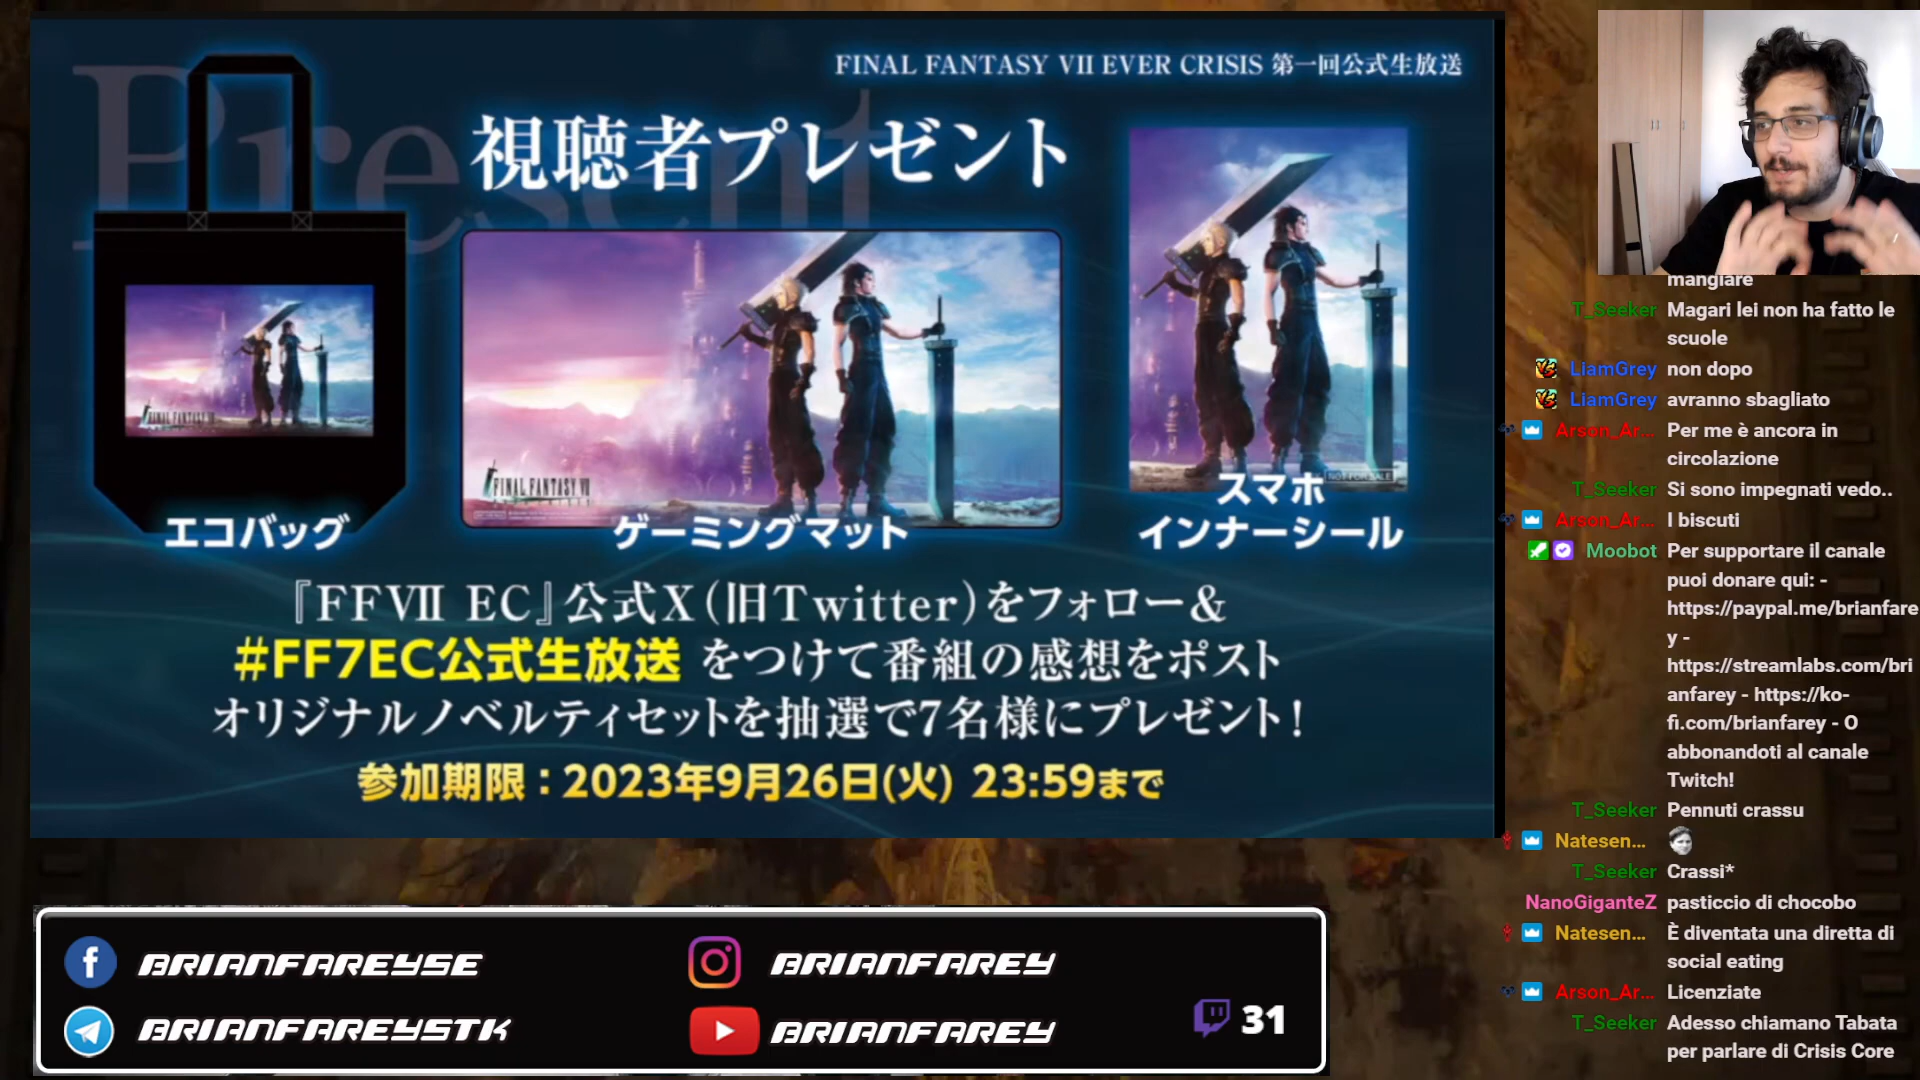 FINAL FANTASY VII EVER CRISIS 第一回公式生放送
Present
視聴者プレゼント
FINAL FANTASY VII
FINAL FANTASY VII
NOT FOR SALE
エコバッグ
ゲーミングマット
スマホ
インナーシール
『FFVII EC』公式X(旧Twitter)をフォロー&
#FF7EC公式生放送 をつけて番組の感想をポスト
オリジナルノベルティセットを抽選で7名様にプレゼント!
参加期限:2023年9月26日(火) 23:59まで
BRIANFAREYSE
BRIANFAREY
BRIANFAREYSTK
BRIANFAREY
31
mangiare
T_Seeker Magari lei non ha fatto le
scuole
LiamGrey non dopo
LiamGrey avranno sbagliato
Arson_Ar... Per me è ancora in
circolazione
T_Seeker Si sono impegnati vedo..
Arson_Ar... I biscuti
Moobot Per supportare il canale
puoi donare qui: -
https://paypal.me/brianfare
y -
https://streamlabs.com/bri
anfarey - https://ko-
fi.com/brianfarey - O
abbonandoti al canale
Twitch!
T_Seeker Pennuti crassu
Natesen...
T_Seeker Crassi*
NanoGiganteZ pasticcio di chocobo
Natesen... È diventata una diretta di
social eating
Arson_Ar... Licenziate
T_Seeker Adesso chiamano Tabata
per parlare di Crisis Core